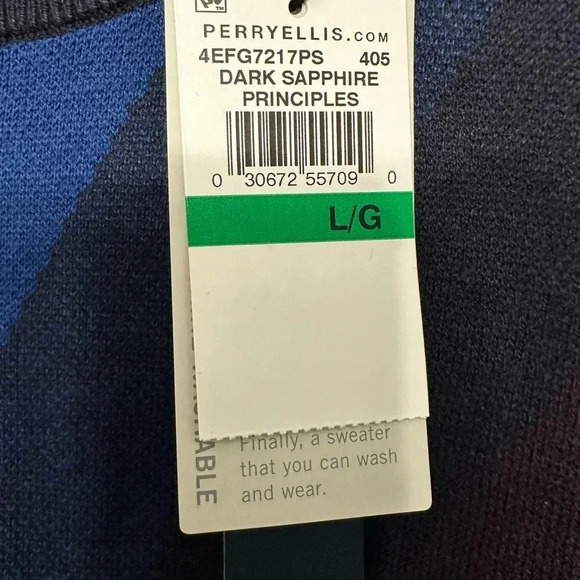 PERRYELLIS.COM
4EFG7217PS 405
DARK SAPPHIRE
PRINCIPLES
0 30672 55709 0
L/G
Finally, a sweater
that you can wash
and wear.